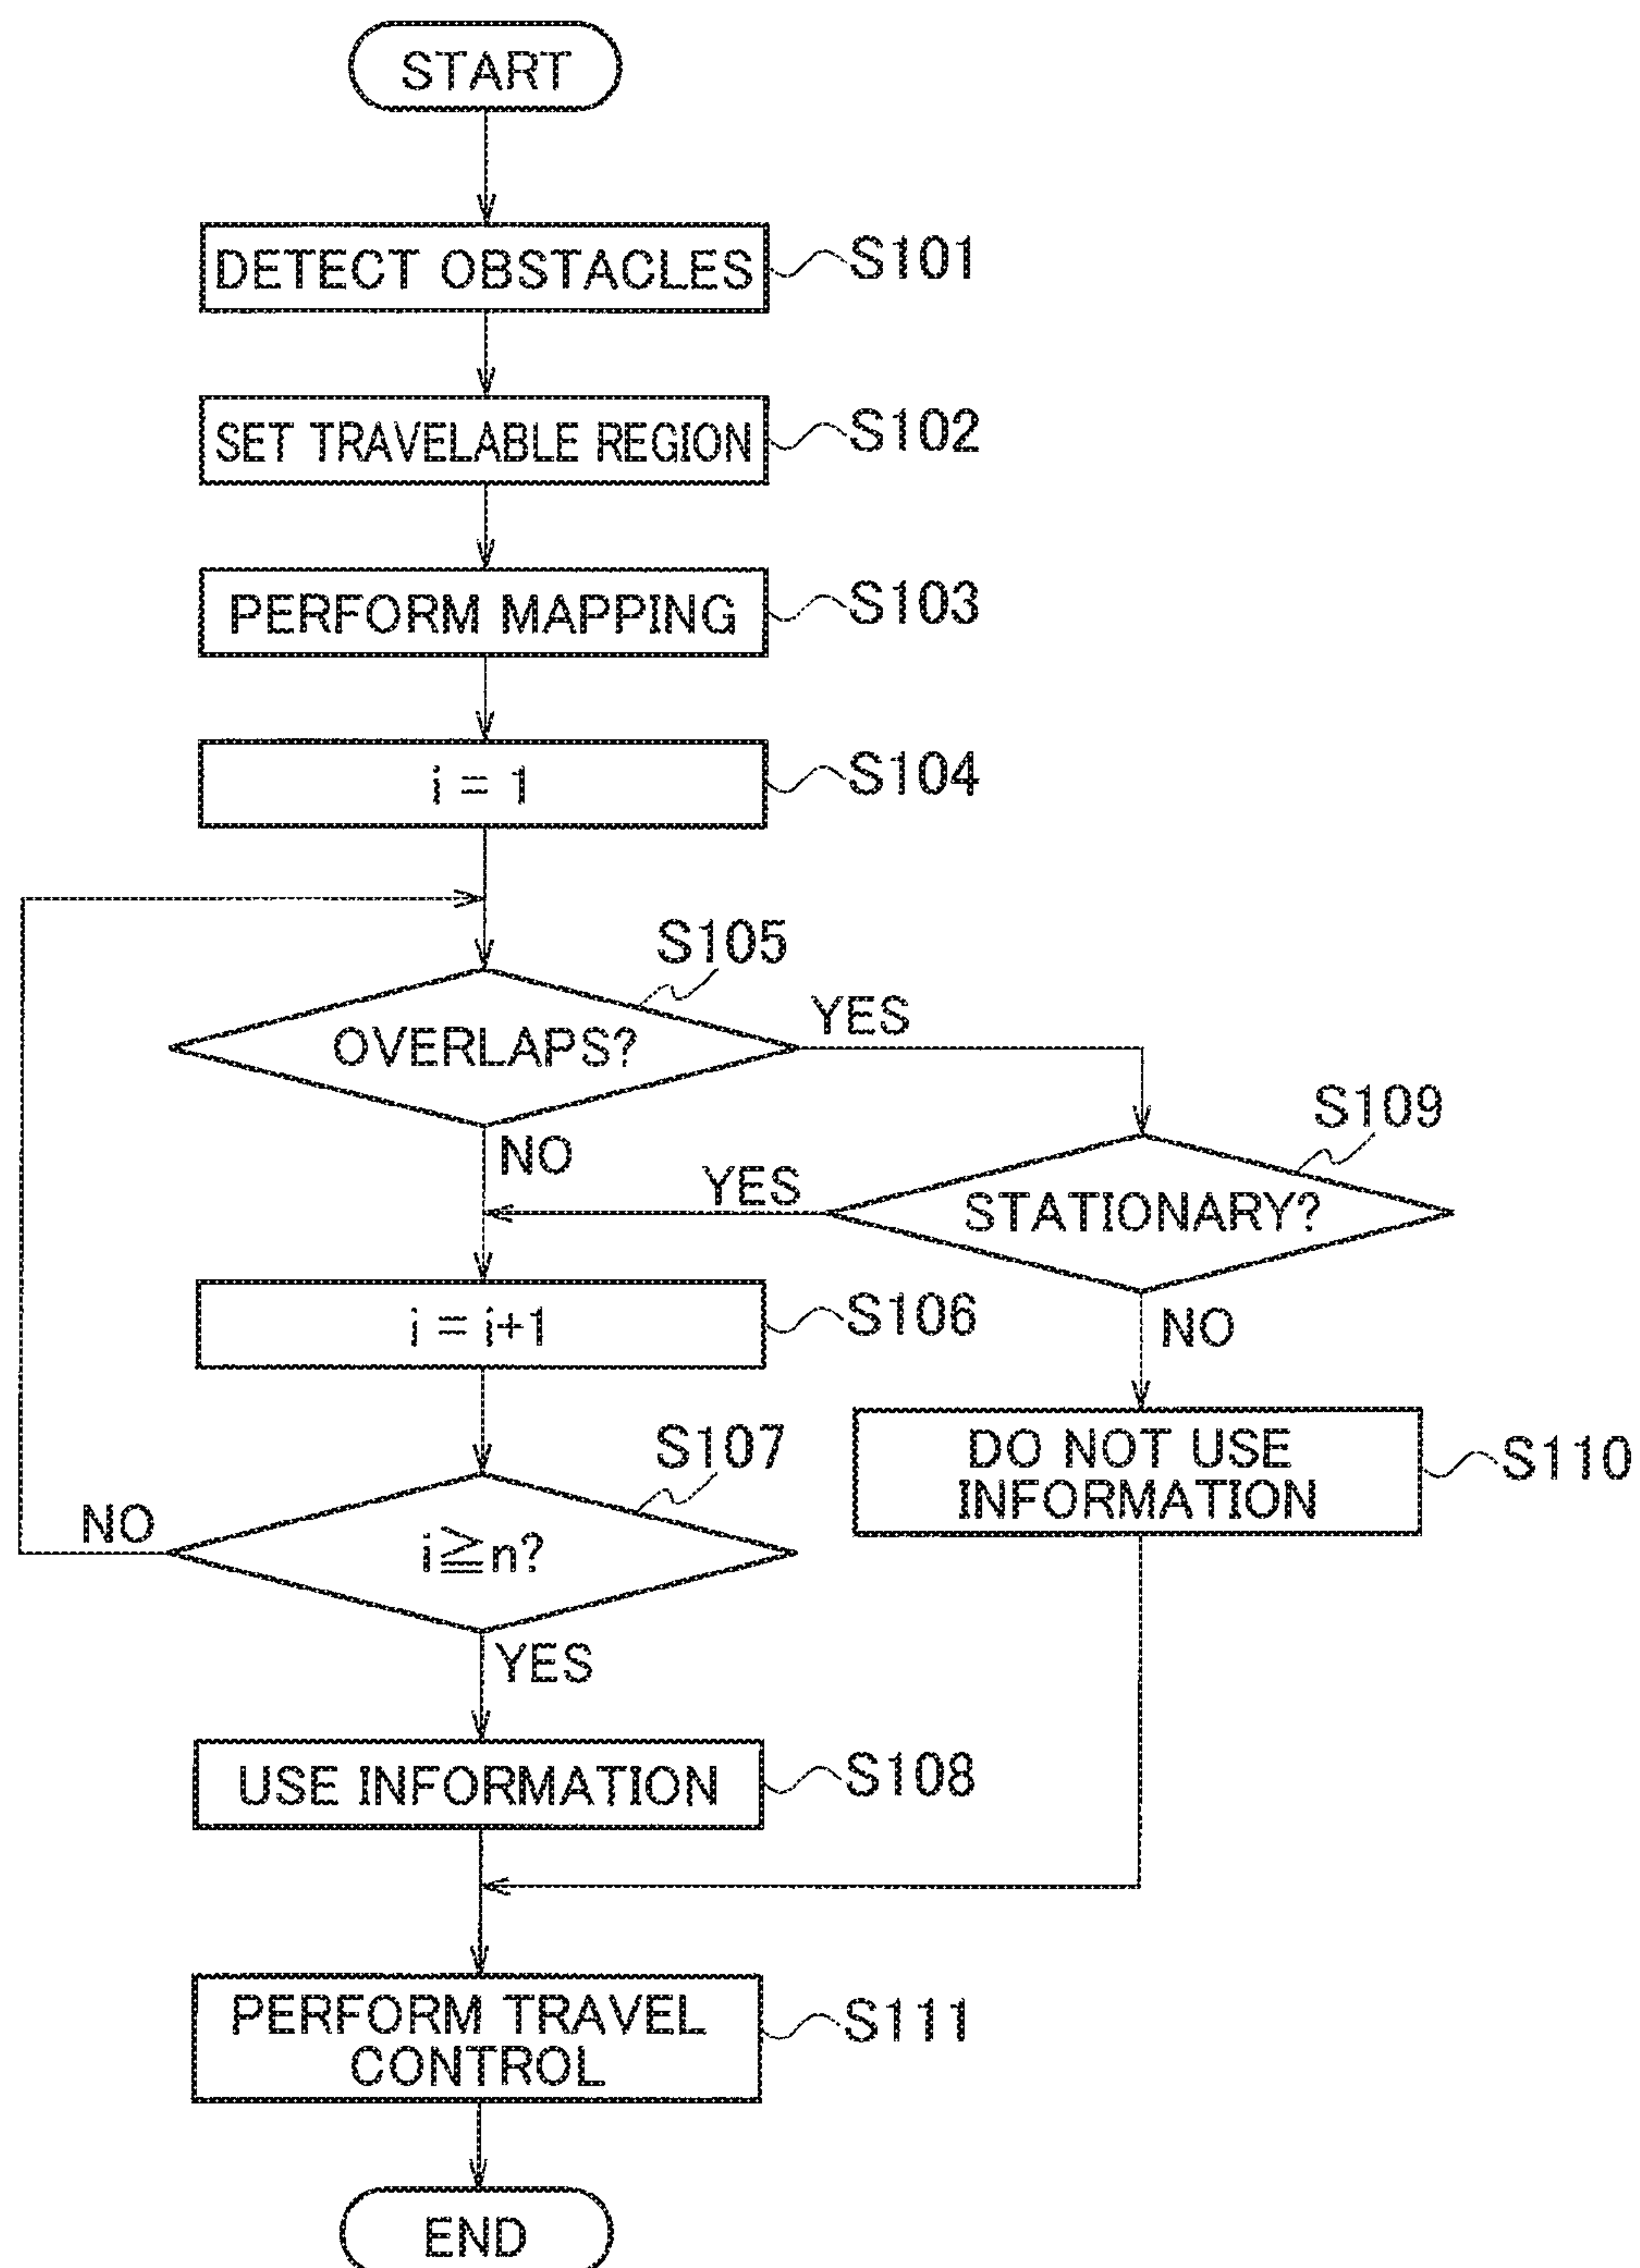 START
DETECT OBSTACLES
S101
SET TRAVELABLE REGION
S102
PERFORM MAPPING
S103
i = 1
S104
S105
OVERLAPS?
YES
NO
S109
STATIONARY?
YES
NO
i = i+1
S106
DO NOT USE
INFORMATION
S110
S107
i≧n?
NO
YES
USE INFORMATION
S108
PERFORM TRAVEL
CONTROL
S111
END